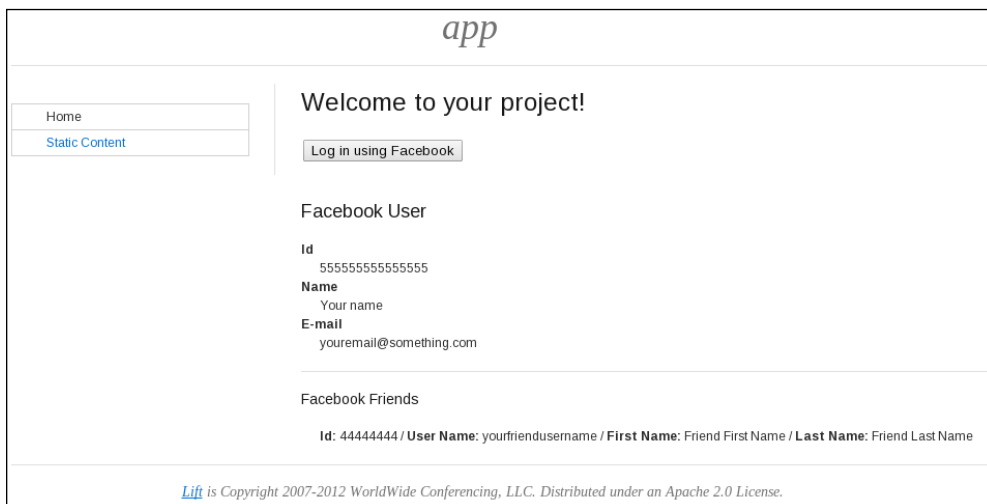 app
Home
Static Content
Welcome to your project!
Log in using Facebook
Facebook User
Id
555555555555555
Name
Your name
E-mail
youremail@something.com
Facebook Friends
Id: 44444444 / User Name: yourfriendusername / First Name: Friend First Name / Last Name: Friend Last Name
Lift is Copyright 2007-2012 WorldWide Conferencing, LLC. Distributed under an Apache 2.0 License.